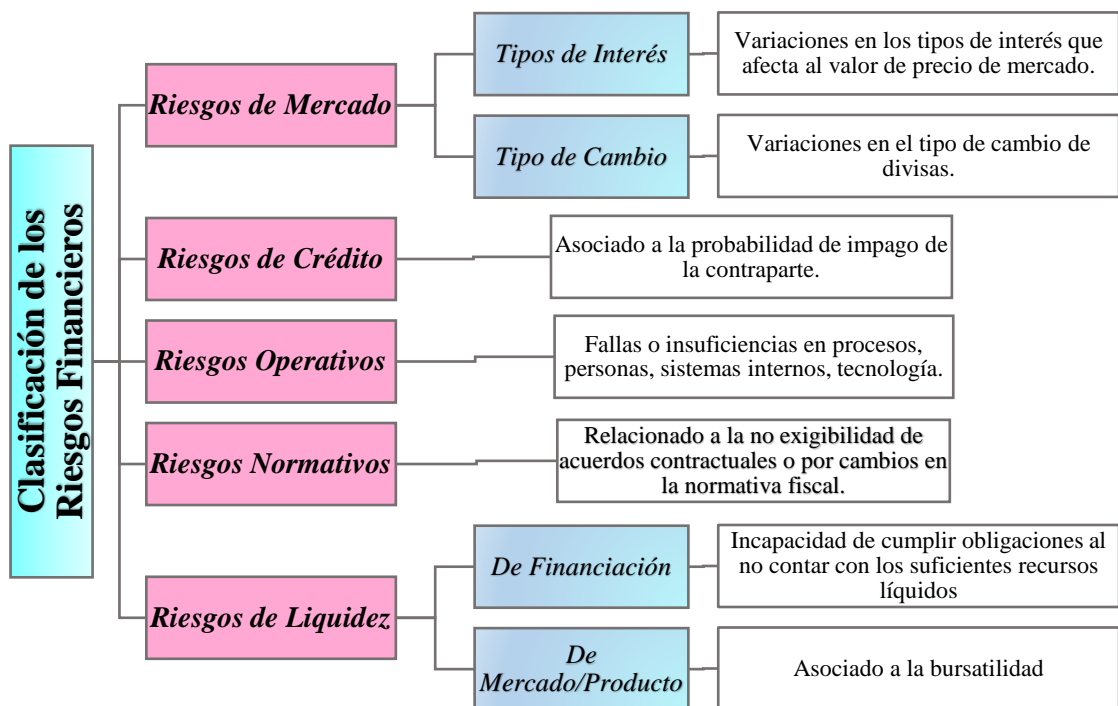 Clasificación de los
Riesgos Financieros
Riesgos de Mercado
Tipos de Interés
Variaciones en los tipos de interés que
afecta al valor de precio de mercado.
Tipo de Cambio
Variaciones en el tipo de cambio de
divisas.
Riesgos de Crédito
Asociado a la probabilidad de impago de
la contraparte.
Riesgos Operativos
Fallas o insuficiencias en procesos,
personas, sistemas internos, tecnología.
Riesgos Normativos
Relacionado a la no exigibilidad de
acuerdos contractuales o por cambios en
la normativa fiscal.
Riesgos de Liquidez
De Financiación
Incapacidad de cumplir obligaciones al
no contar con los suficientes recursos
líquidos
De
Mercado/Producto
Asociado a la bursatilidad